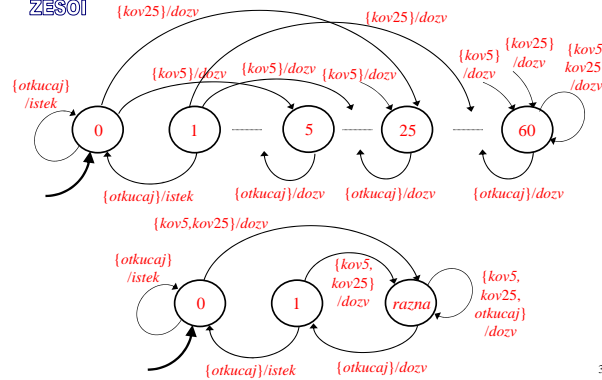 ZESOI
{kov25}/dozv
{kov25}/dozv
{kov5}/dozv
{kov5}/dozv
{kov5}/dozv
{kov5}
/dozv
{kov25}
/dozv
{kov5
kov25}
/dozv
{otkucaj}
/istek
0
1
5
25
60
{otkucaj}/istek
{otkucaj}/dozv
{otkucaj}/dozv
{otkucaj}/dozv
{kov5,kov25}/dozv
{otkucaj}
/istek
{kov5,
kov25}
/dozv
{kov5,
kov25,
otkucaj}
/dozv
0
1
razna
{otkucaj}/istek
{otkucaj}/dozv
3